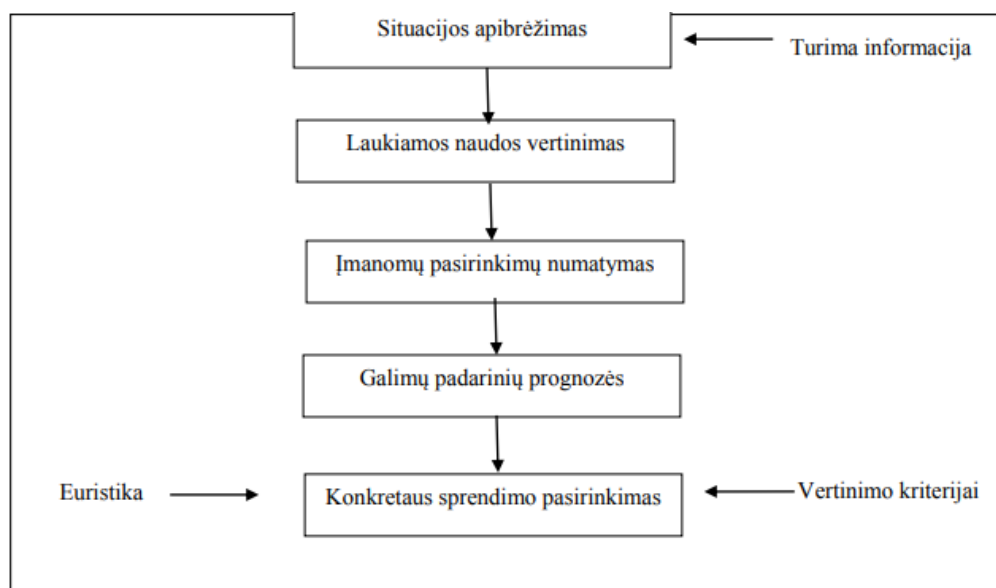 Situacijos apibrėžimas
Turima informacija
Laukiamos naudos vertinimas
Įmanomų pasirinkimų numatymas
Galimų padarinių prognozės
Euristika
Konkretaus sprendimo pasirinkimas
Vertinimo kriterijai